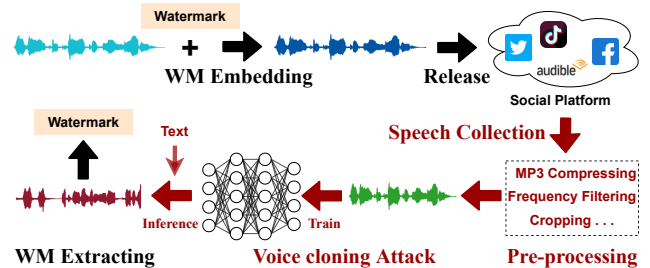 Watermark
+
WM Embedding
Release
audible
Social Platform
Speech Collection
Watermark
Text
MP3 Compressing
Frequency Filtering
Cropping . . .
Inference
Train
WM Extracting
Voice cloning Attack
Pre-processing